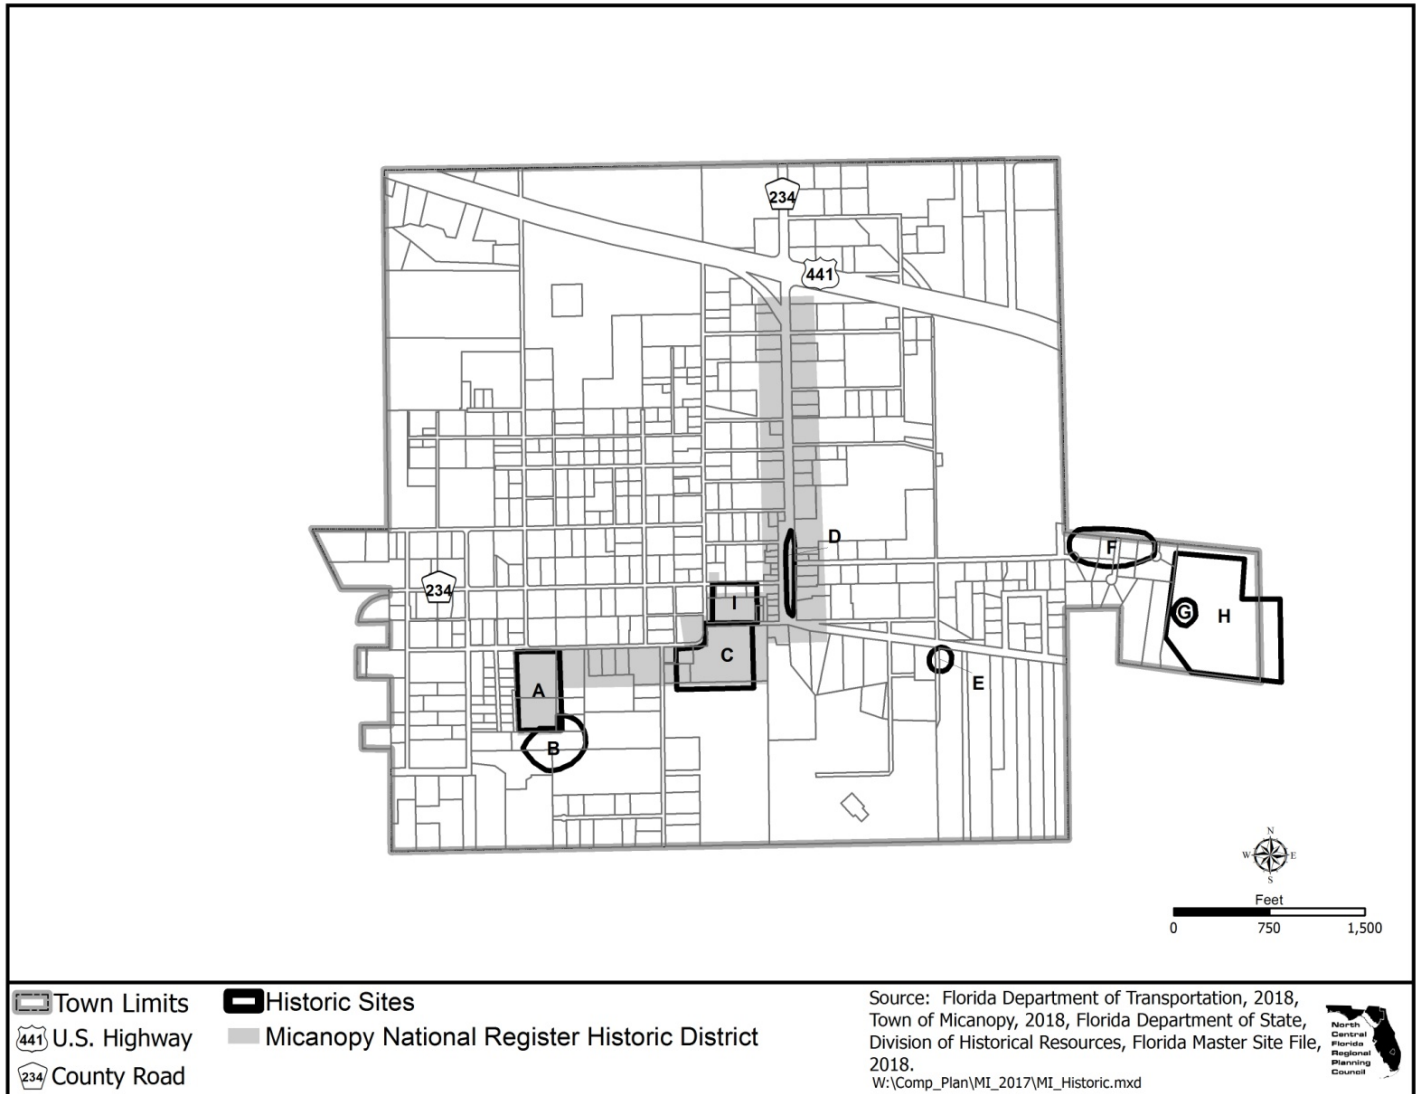 234
441
D
F
234
I
G
H
C
E
A
B
N
W E
S
Feet
0 750 1,500
Town Limits
Historic Sites
441 U.S. Highway
Micanopy National Register Historic District
234 County Road
Source: Florida Department of Transportation, 2018,
Town of Micanopy, 2018, Florida Department of State,
Division of Historical Resources, Florida Master Site File,
2018.
W:\Comp_Plan\MI_2017\MI_Historic.mxd
North
Central
Florida
Regional
Planning
Council